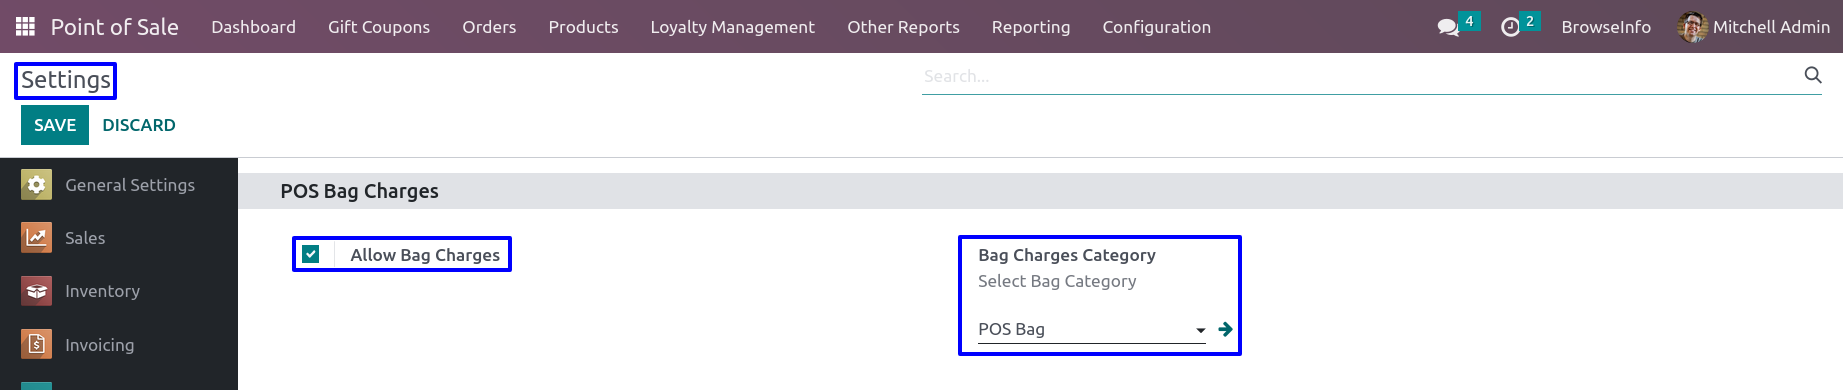 Point of Sale Dashboard Gift Coupons Orders Products Loyalty Management Other Reports Reporting Configuration 4 2 BrowseInfo Mitchell Admin
Settings Search...
SAVE DISCARD
General Settings
Sales
Inventory
Invoicing
POS Bag Charges
Allow Bag Charges
Bag Charges Category
Select Bag Category
POS Bag